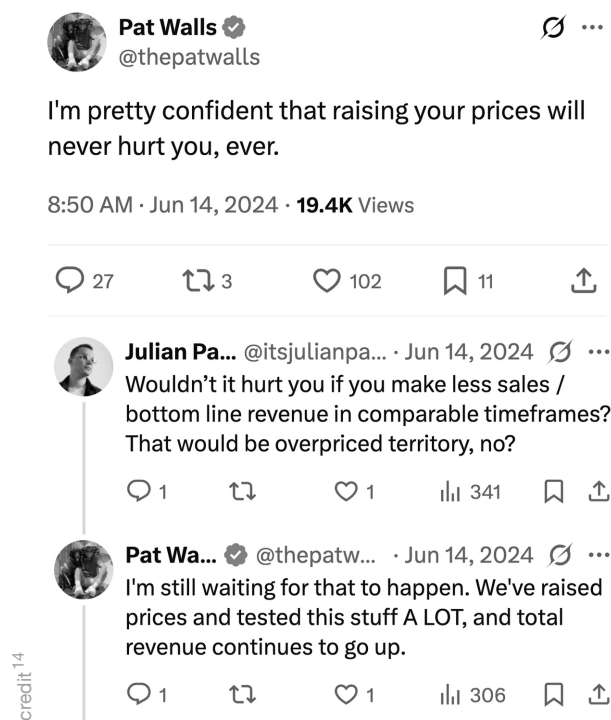 Pat Walls
@thepatwalls
I'm pretty confident that raising your prices will
never hurt you, ever.
8:50 AM · Jun 14, 2024 · 19.4K Views
27 3 102 11
Julian Pa... @itsjulianpa... · Jun 14, 2024
Wouldn’t it hurt you if you make less sales /
bottom line revenue in comparable timeframes?
That would be overpriced territory, no?
1 1 341
Pat Wa... @thepatw... · Jun 14, 2024
I'm still waiting for that to happen. We've raised
prices and tested this stuff A LOT, and total
revenue continues to go up.
1 1 306
credit 14